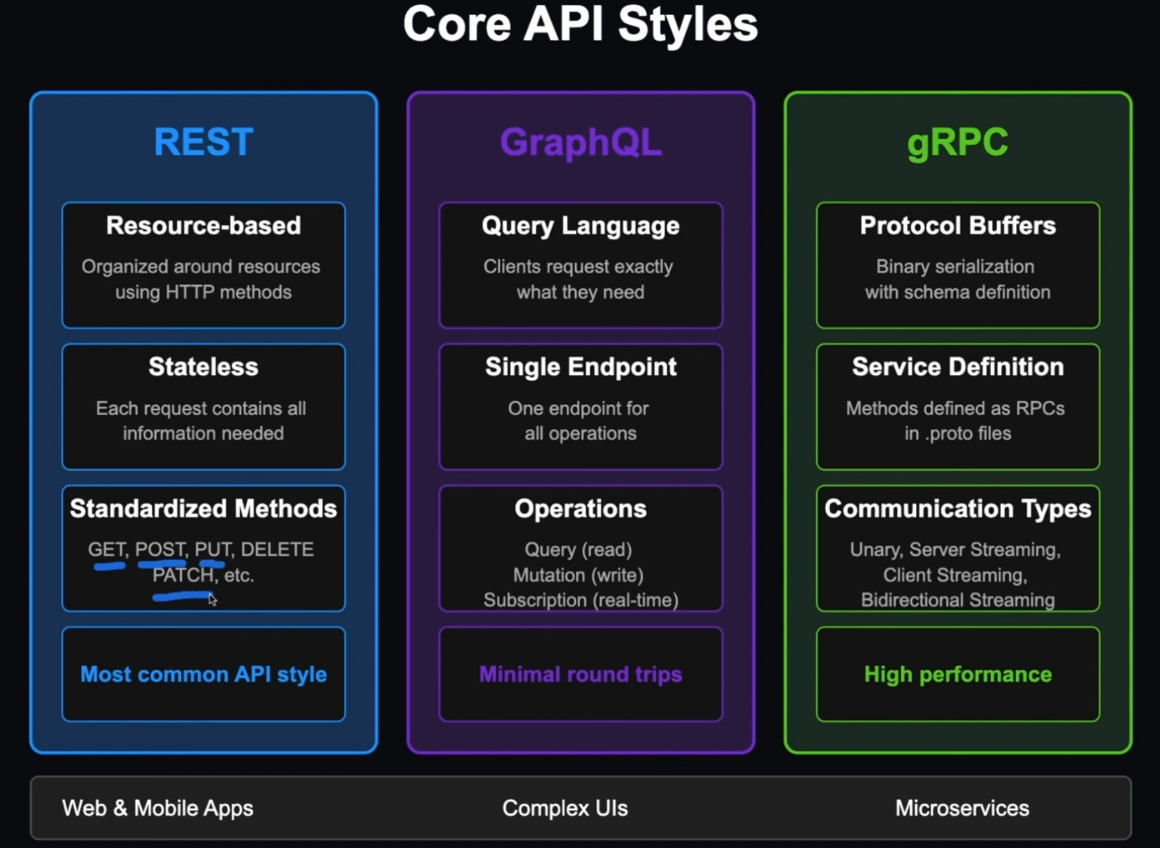 Core API Styles
REST
Resource-based
Organized around resources
using HTTP methods
Stateless
Each request contains all
information needed
Standardized Methods
GET, POST, PUT, DELETE
PATCH, etc.
Most common API style
GraphQL
Query Language
Clients request exactly
what they need
Single Endpoint
One endpoint for
all operations
Operations
Query (read)
Mutation (write)
Subscription (real-time)
Minimal round trips
gRPC
Protocol Buffers
Binary serialization
with schema definition
Service Definition
Methods defined as RPCs
in .proto files
Communication Types
Unary, Server Streaming,
Client Streaming,
Bidirectional Streaming
High performance
Web & Mobile Apps
Complex UIs
Microservices